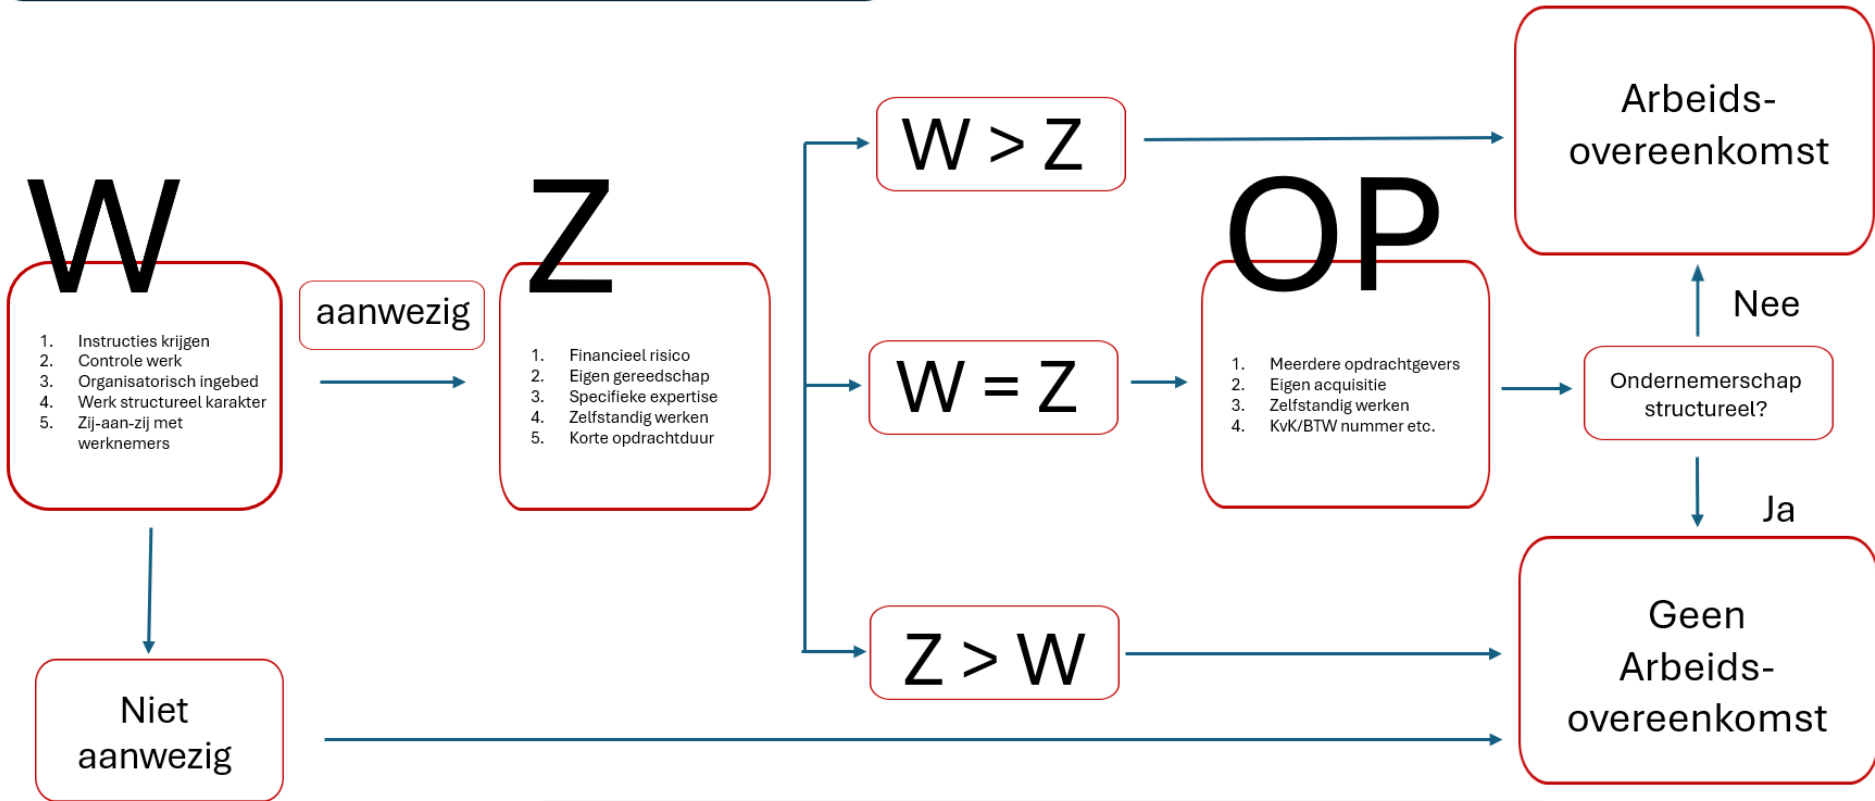 W
1. Instructies krijgen
2. Controle werk
3. Organisatorisch ingebed
4. Werk structureel karakter
5. Zij-aan-zij met
werknemers
aanwezig
Niet
aanwezig
Z
1. Financieel risico
2. Eigen gereedschap
3. Specifieke expertise
4. Zelfstandig werken
5. Korte opdrachtduur
W > Z
W = Z
Z > W
OP
1. Meerdere opdrachtgevers
2. Eigen acquisitie
3. Zelfstandig werken
4. KvK/BTW nummer etc.
Ondernemerschap
structureel?
Nee
Ja
Arbeids-
overeenkomst
Geen
Arbeids-
overeenkomst